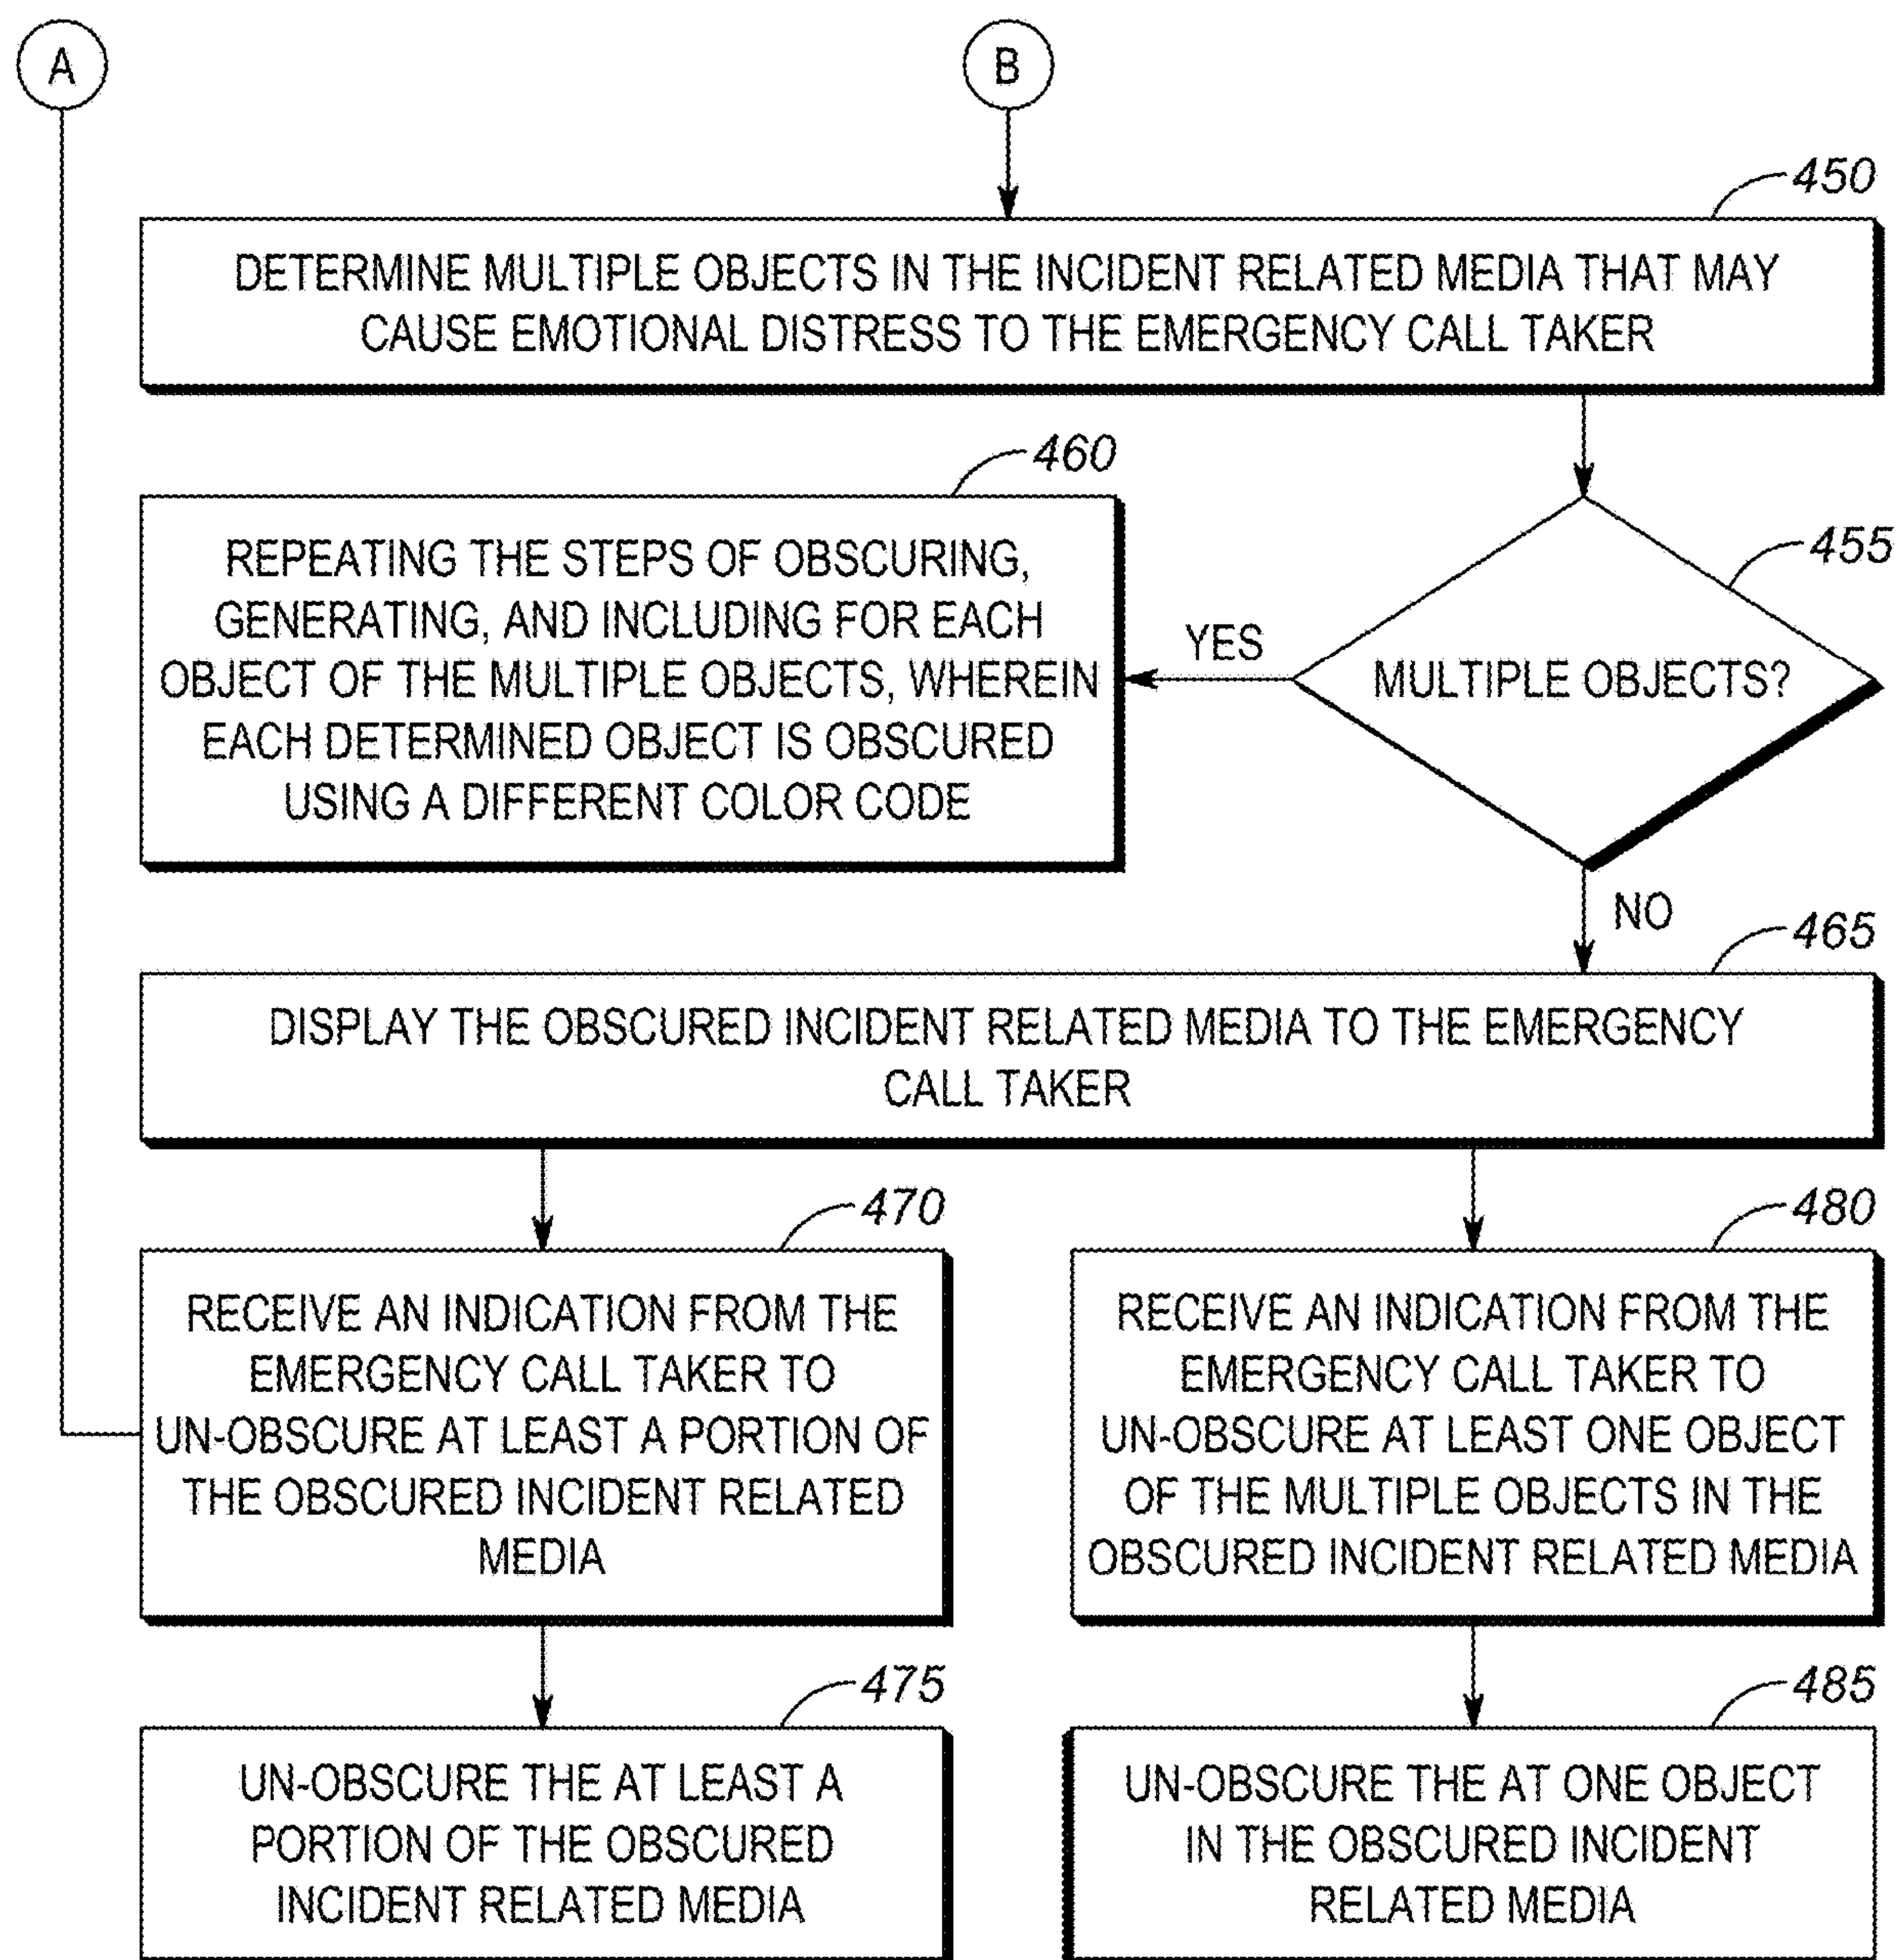 A
B
450
DETERMINE MULTIPLE OBJECTS IN THE INCIDENT RELATED MEDIA THAT MAY
CAUSE EMOTIONAL DISTRESS TO THE EMERGENCY CALL TAKER
460
REPEATING THE STEPS OF OBSCURING,
GENERATING, AND INCLUDING FOR EACH
OBJECT OF THE MULTIPLE OBJECTS, WHEREIN
EACH DETERMINED OBJECT IS OBSCURED
USING A DIFFERENT COLOR CODE
YES
455
MULTIPLE OBJECTS?
NO
465
DISPLAY THE OBSCURED INCIDENT RELATED MEDIA TO THE EMERGENCY
CALL TAKER
470
RECEIVE AN INDICATION FROM THE
EMERGENCY CALL TAKER TO
UN-OBSCURE AT LEAST A PORTION OF
THE OBSCURED INCIDENT RELATED
MEDIA
480
RECEIVE AN INDICATION FROM THE
EMERGENCY CALL TAKER TO
UN-OBSCURE AT LEAST ONE OBJECT
OF THE MULTIPLE OBJECTS IN THE
OBSCURED INCIDENT RELATED MEDIA
475
UN-OBSCURE THE AT LEAST A
PORTION OF THE OBSCURED
INCIDENT RELATED MEDIA
485
UN-OBSCURE THE AT ONE OBJECT
IN THE OBSCURED INCIDENT
RELATED MEDIA